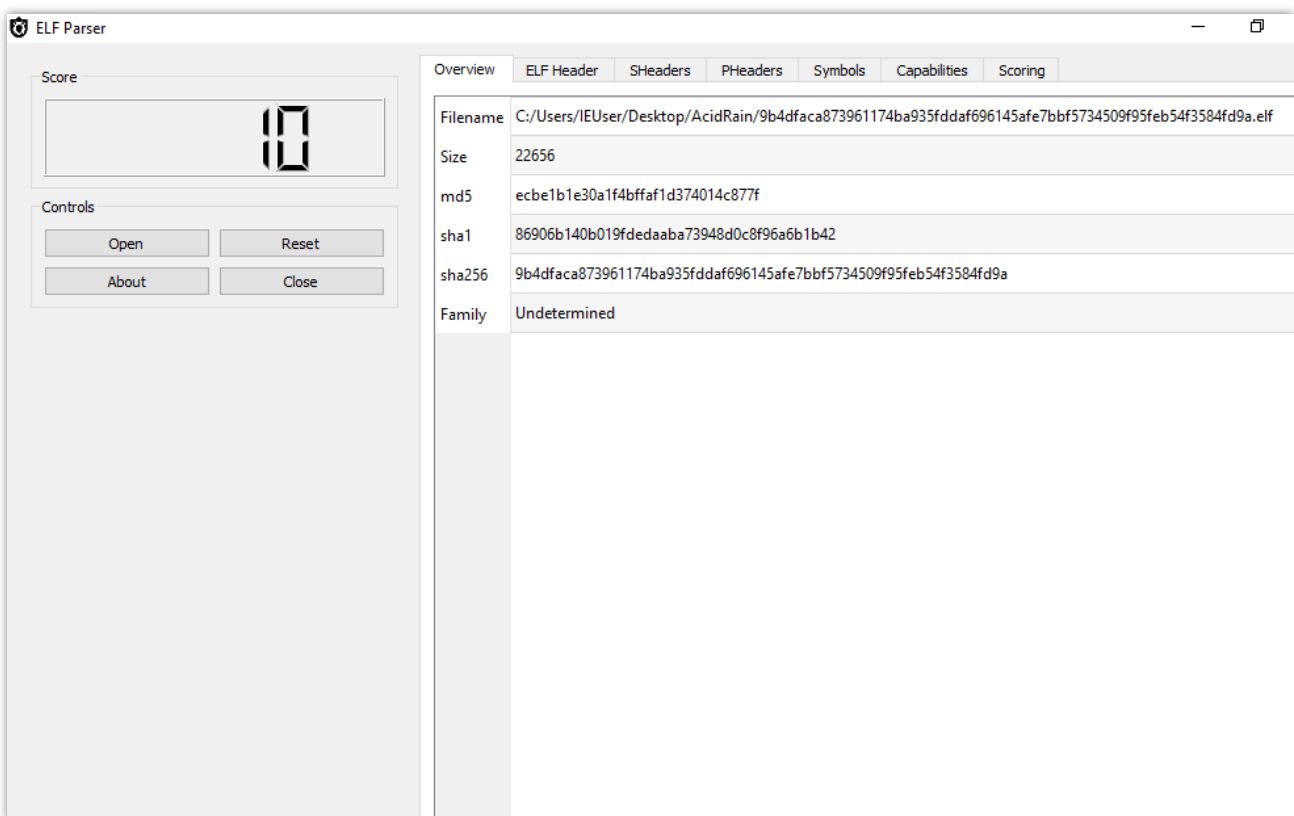 ELF Parser
Score
10
Controls
Open Reset
About Close
Overview ELF Header SHeaders PHeaders Symbols Capabilities Scoring
Filename C:/Users/IEUser/Desktop/AcidRain/9b4dfaca873961174ba935fddaf696145afe7bbf5734509f95feb54f3584fd9a.elf
Size 22656
md5 ecbe1b1e30a1f4bffaf1d374014c877f
sha1 86906b140b019fdedaaba73948d0c8f96a6b1b42
sha256 9b4dfaca873961174ba935fddaf696145afe7bbf5734509f95feb54f3584fd9a
Family Undetermined